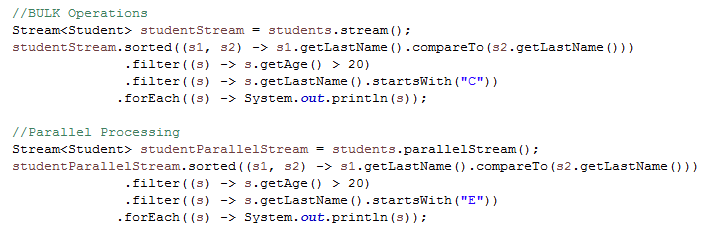 //BULK Operations
Stream<Student> studentStream = students.stream();
studentStream.sorted((s1, s2) -> s1.getLastName().compareTo(s2.getLastName()))
.filter((s) -> s.getAge() > 20)
.filter((s) -> s.getLastName().startsWith("C"))
.forEach((s) -> System.out.println(s));
//Parallel Processing
Stream<Student> studentParallelStream = students.parallelStream();
studentParallelStream.sorted((s1, s2) -> s1.getLastName().compareTo(s2.getLastName()))
.filter((s) -> s.getAge() > 20)
.filter((s) -> s.getLastName().startsWith("E"))
.forEach((s) -> System.out.println(s));